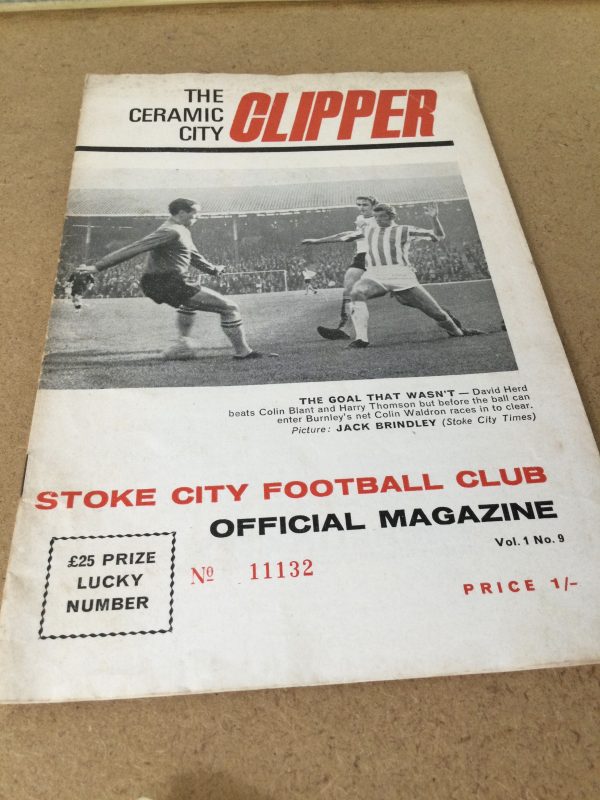 THE
CERAMIC
CITY
CLIPPER
THE GOAL THAT WASN'T — David Herd
beats Colin Blant and Harry Thomson but before the ball can
enter Burnley's net Colin Waldron races in to clear.
Picture: JACK BRINDLEY (Stoke City Times)
STOKE CITY FOOTBALL CLUB
OFFICIAL MAGAZINE
Vol. 1 No. 9
£25 PRIZE
LUCKY
NUMBER
Nº 11132
PRICE 1/-